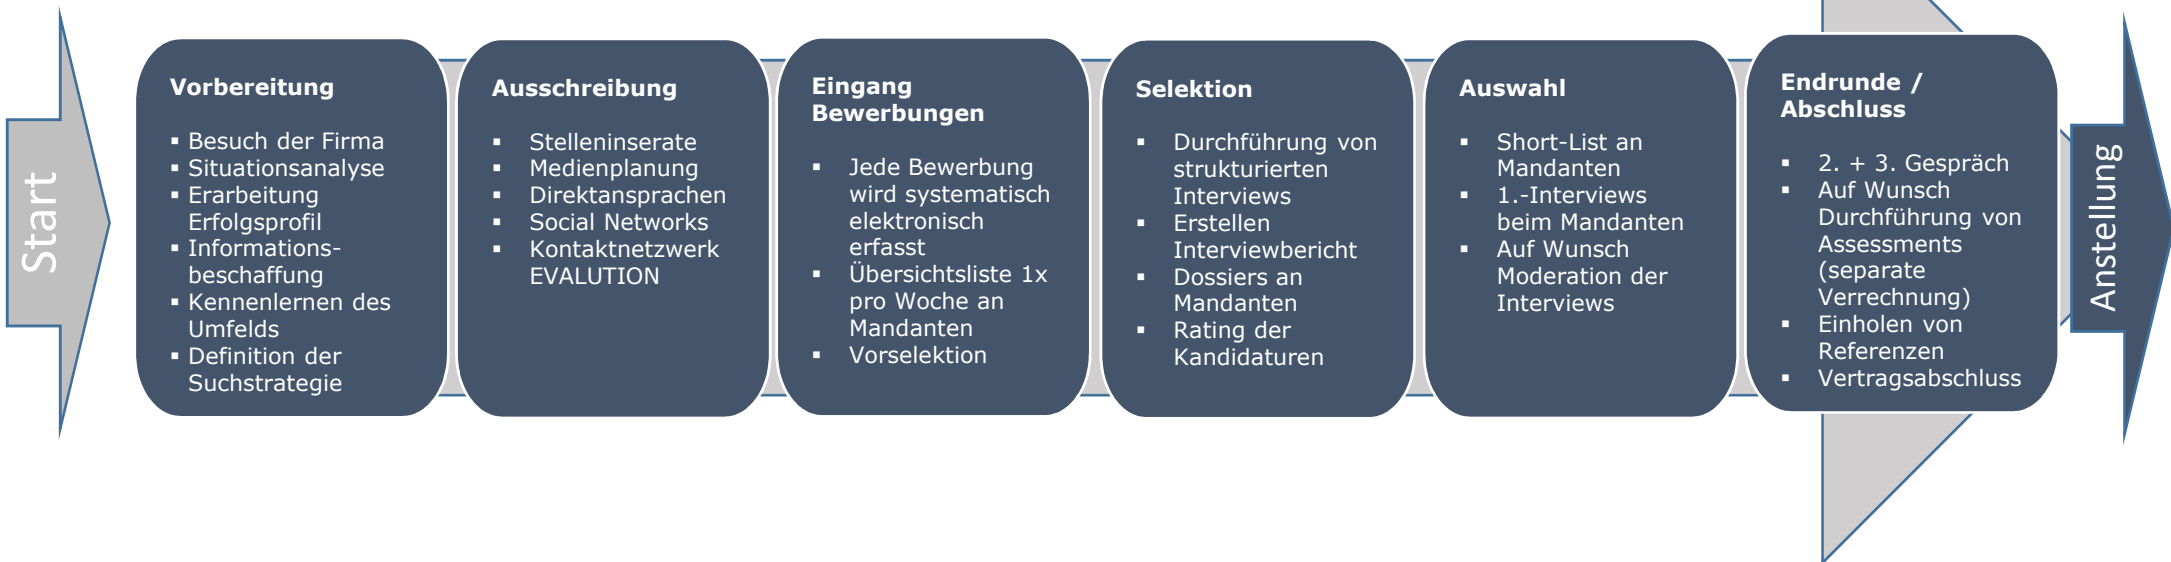 Start
Vorbereitung
▪ Besuch der Firma
▪ Situationsanalyse
▪ Erarbeitung
Erfolgsprofil
▪ Informations-
beschaffung
▪ Kennenlernen des
Umfelds
▪ Definition der
Suchstrategie
Ausschreibung
▪ Stelleninserate
▪ Medienplanung
▪ Direktansprachen
▪ Social Networks
▪ Kontaktnetzwerk
EVALUTION
Eingang
Bewerbungen
▪ Jede Bewerbung
wird systematisch
elektronisch
erfasst
▪ Übersichtsliste 1x
pro Woche an
Mandanten
▪ Vorselektion
Selektion
▪ Durchführung von
strukturierten
Interviews
▪ Erstellen
Interviewbericht
▪ Dossiers an
Mandanten
▪ Rating der
Kandidaturen
Auswahl
▪ Short-List an
Mandanten
▪ 1.-Interviews
beim Mandanten
▪ Auf Wunsch
Moderation der
Interviews
Endrunde /
Abschluss
▪ 2. + 3. Gespräch
▪ Auf Wunsch
Durchführung von
Assessments
(separate
Verrechnung)
▪ Einholen von
Referenzen
▪ Vertragsabschluss
Anstellung